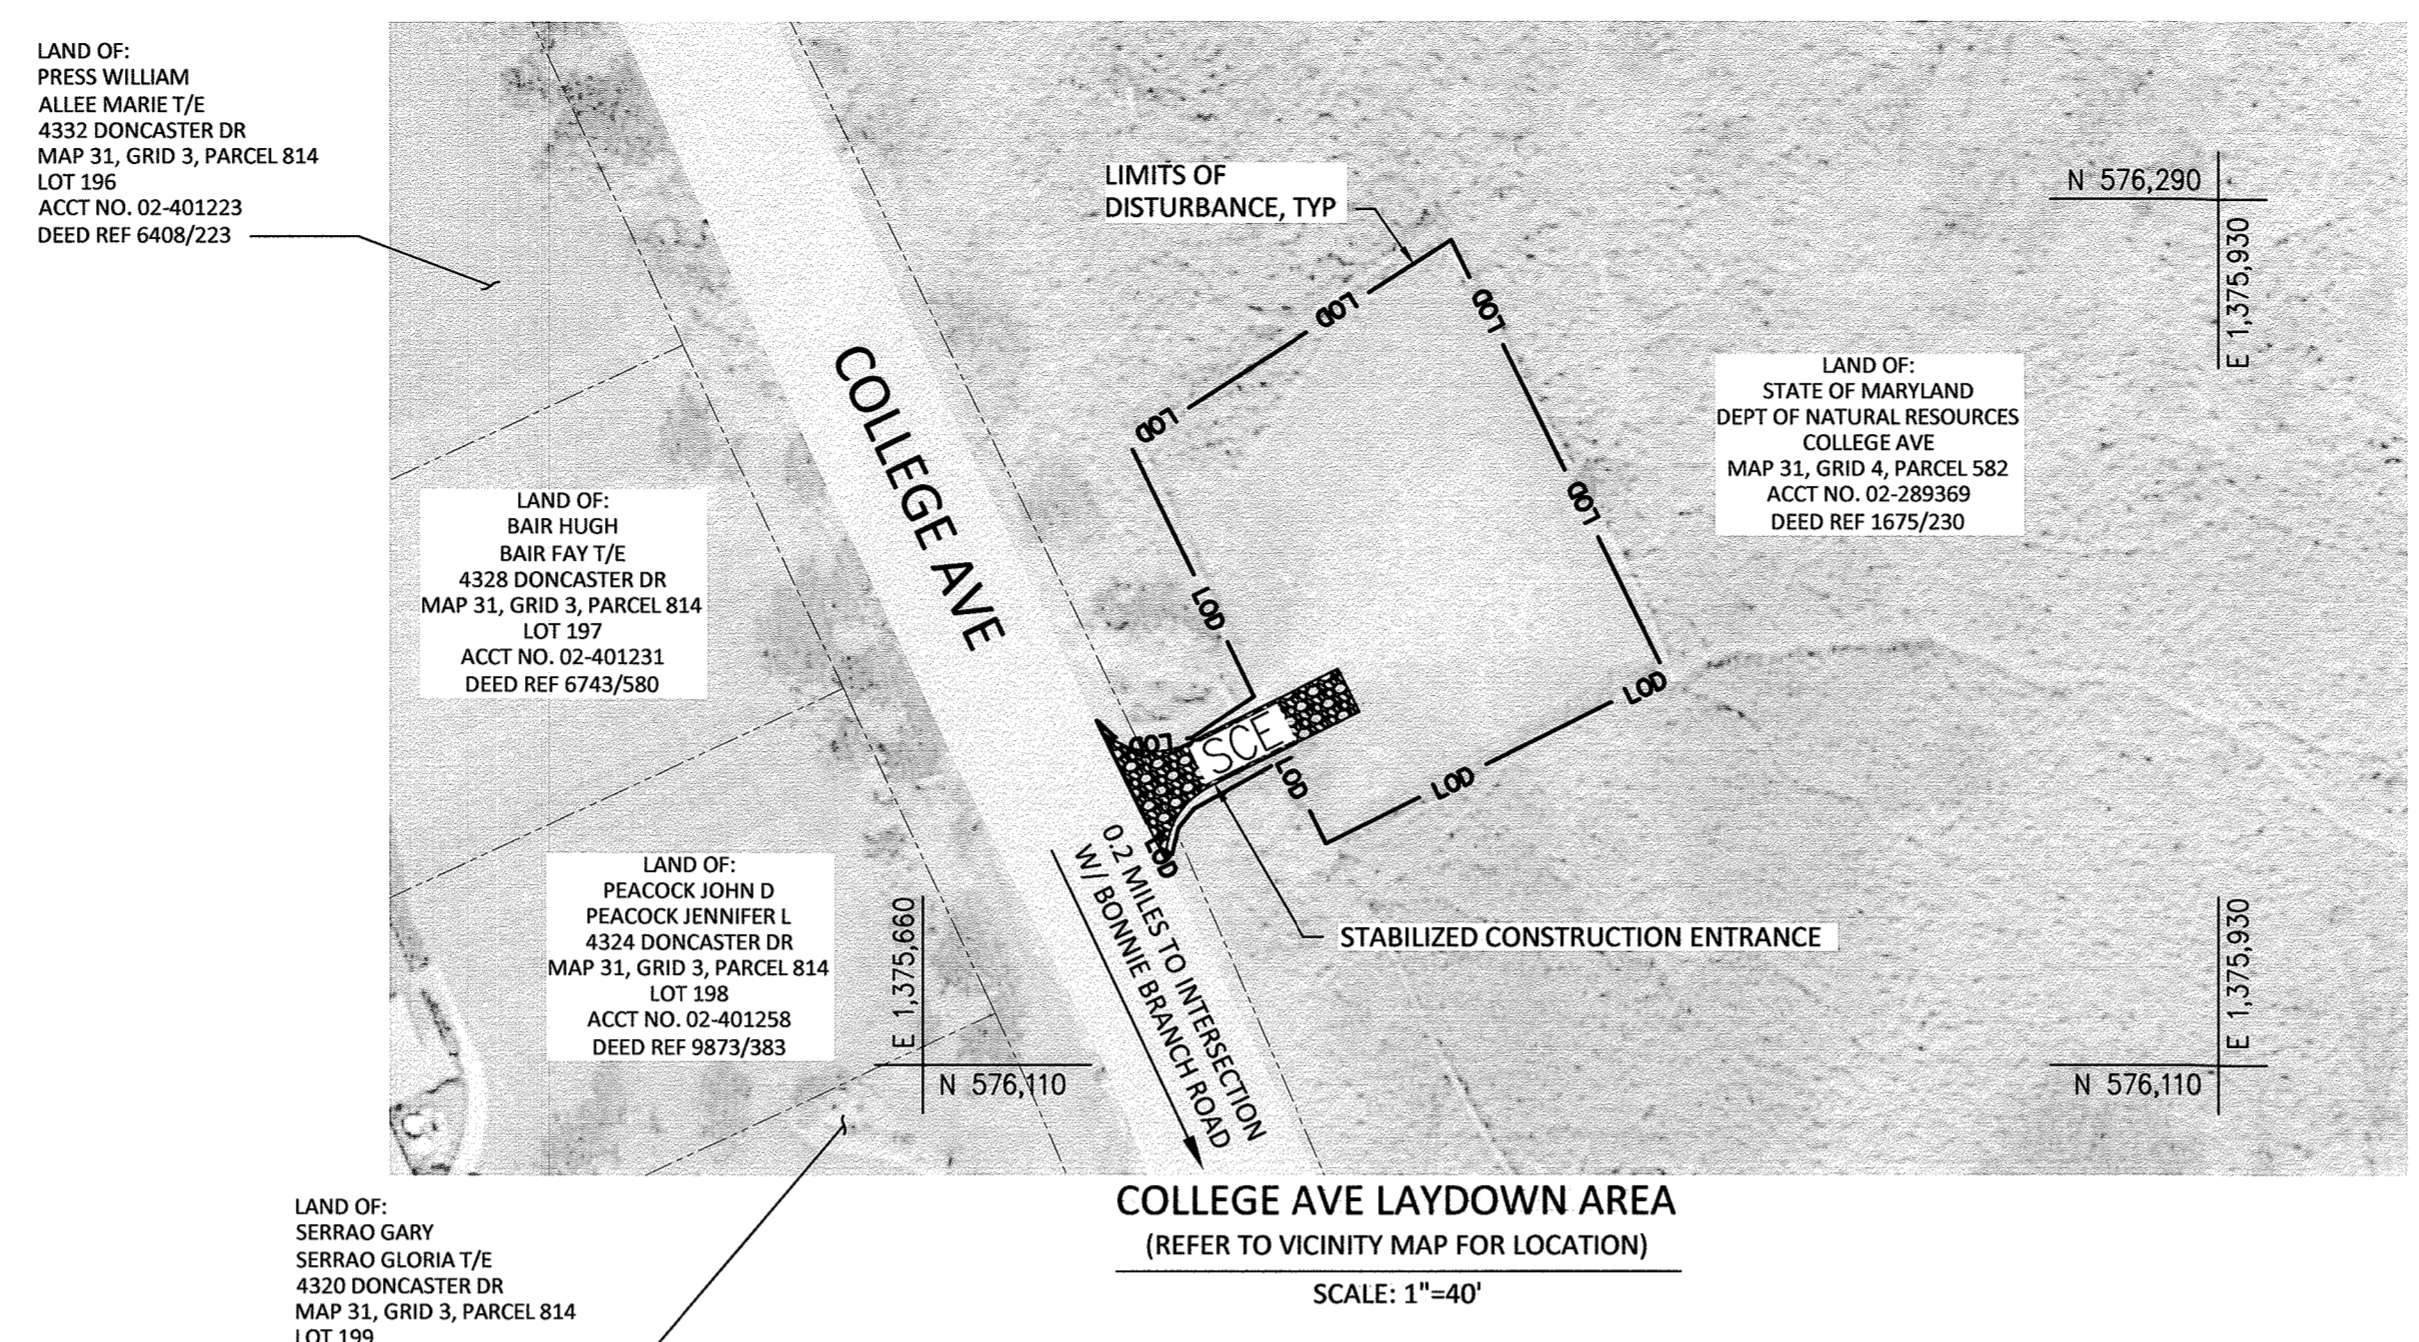 LAND OF:
PRESS WILLIAM
ALLEE MARIE T/E
4332 DONCASTER DR
MAP 31, GRID 3, PARCEL 814
LOT 196
ACCT NO. 02-401223
DEED REF 6408/223
LIMITS OF
DISTURBANCE, TYP
N 576,290
E 1,375,930
LOD
LOD
LOD
LOD
LOD
LOD
LOD
LOD
LOD
LOD
COLLEGE AVE
LAND OF:
STATE OF MARYLAND
DEPT OF NATURAL RESOURCES
COLLEGE AVE
MAP 31, GRID 4, PARCEL 582
ACCT NO. 02-289369
DEED REF 1675/230
LAND OF:
BAIR HUGH
BAIR FAY T/E
4328 DONCASTER DR
MAP 31, GRID 3, PARCEL 814
LOT 197
ACCT NO. 02-401231
DEED REF 6743/580
SCE
LAND OF:
PEACOCK JOHN D
PEACOCK JENNIFER L
4324 DONCASTER DR
MAP 31, GRID 3, PARCEL 814
LOT 198
ACCT NO. 02-401258
DEED REF 9873/383
E 1,375,660
N 576,110
0.2 MILES TO INTERSECTION
W/ BONNIE BRANCH ROAD
STABILIZED CONSTRUCTION ENTRANCE
E 1,375,930
N 576,110
COLLEGE AVE LAYDOWN AREA
(REFER TO VICINITY MAP FOR LOCATION)
SCALE: 1"=40'
LAND OF:
SERRAO GARY
SERRAO GLORIA T/E
4320 DONCASTER DR
MAP 31, GRID 3, PARCEL 814
LOT 199